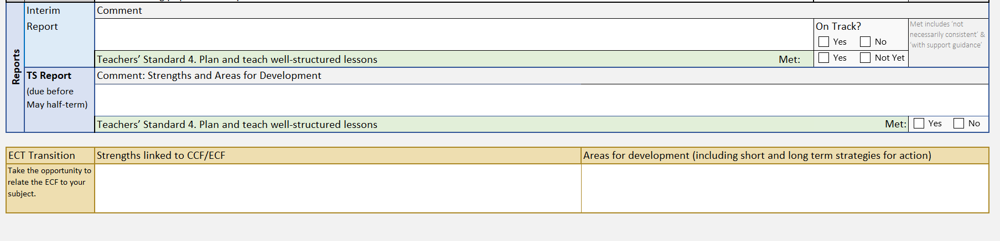 Reports
Interim
Report
Comment
On Track?
Yes No
Met includes ‘not
necessarily consistent’ &
‘with support guidance’
Teachers’ Standard 4. Plan and teach well-structured lessons Met: Yes Not Yet
TS Report
(due before
May half-term)
Comment: Strengths and Areas for Development
Teachers’ Standard 4. Plan and teach well-structured lessons Met: Yes No
ECT Transition Strengths linked to CCF/ECF Areas for development (including short and long term strategies for action)
Take the opportunity to
relate the ECF to your
subject.